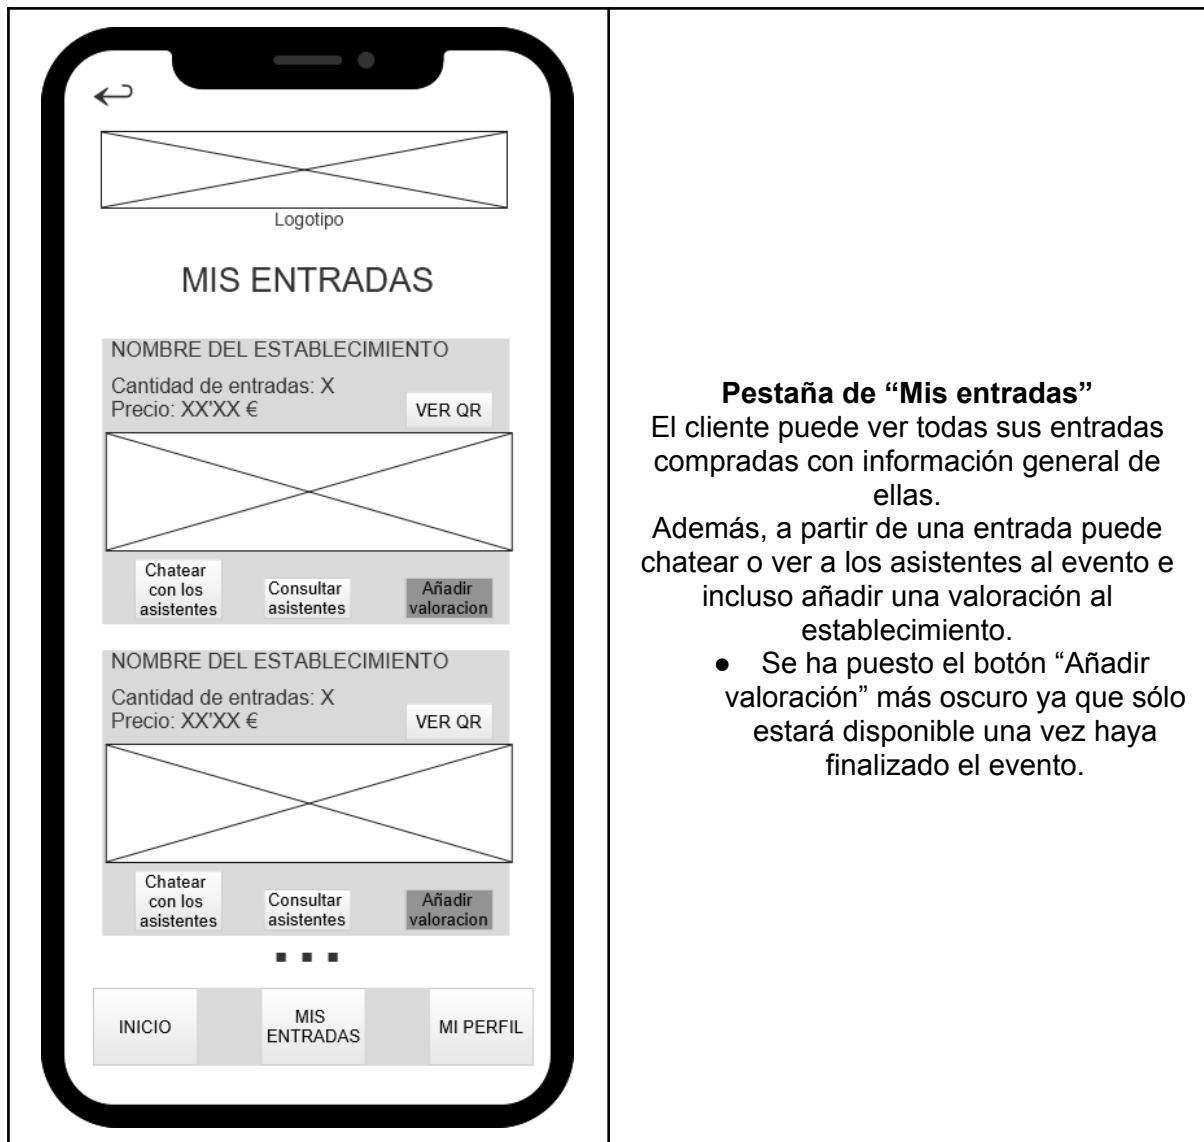 Logotipo
MIS ENTRADAS
NOMBRE DEL ESTABLECIMIENTO
Cantidad de entradas: X
Precio: XX'XX €
VER QR
Chatear
con los
asistentes
Consultar
asistentes
Añadir
valoracion
NOMBRE DEL ESTABLECIMIENTO
Cantidad de entradas: X
Precio: XX'XX €
VER QR
Chatear
con los
asistentes
Consultar
asistentes
Añadir
valoracion
INICIO
MIS
ENTRADAS
MI PERFIL
Pestaña de “Mis entradas”
El cliente puede ver todas sus entradas
compradas con información general de
ellas.
Además, a partir de una entrada puede
chatear o ver a los asistentes al evento e
incluso añadir una valoración al
establecimiento.
● Se ha puesto el botón “Añadir
valoración” más oscuro ya que sólo
estará disponible una vez haya
finalizado el evento.